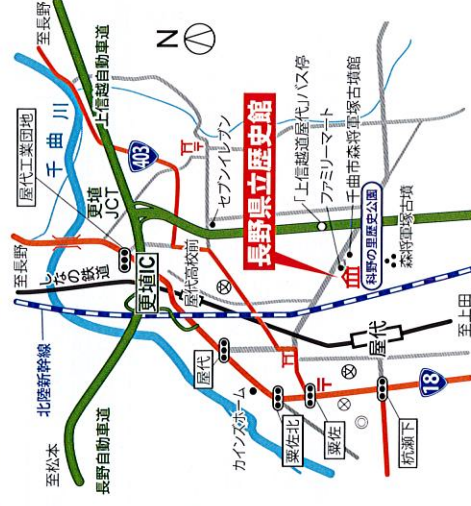 至長野
上信越自動車道
千曲川
屋代工業団地
403
N
更埴
JCT
至長野
しなの鉄道
更埴IC
屋代高校前
セブンイレブン
北陸新幹線
至松本
長野自動車道
長野県立歴史館
「上信越道屋代」バス停
ファミリーマート
千曲市森将軍塚古墳館
科野の里歴史公園
森将軍塚古墳
屋代
カインズホーム
粟佐北
粟佐
屋代
至上田
18
杭瀬下